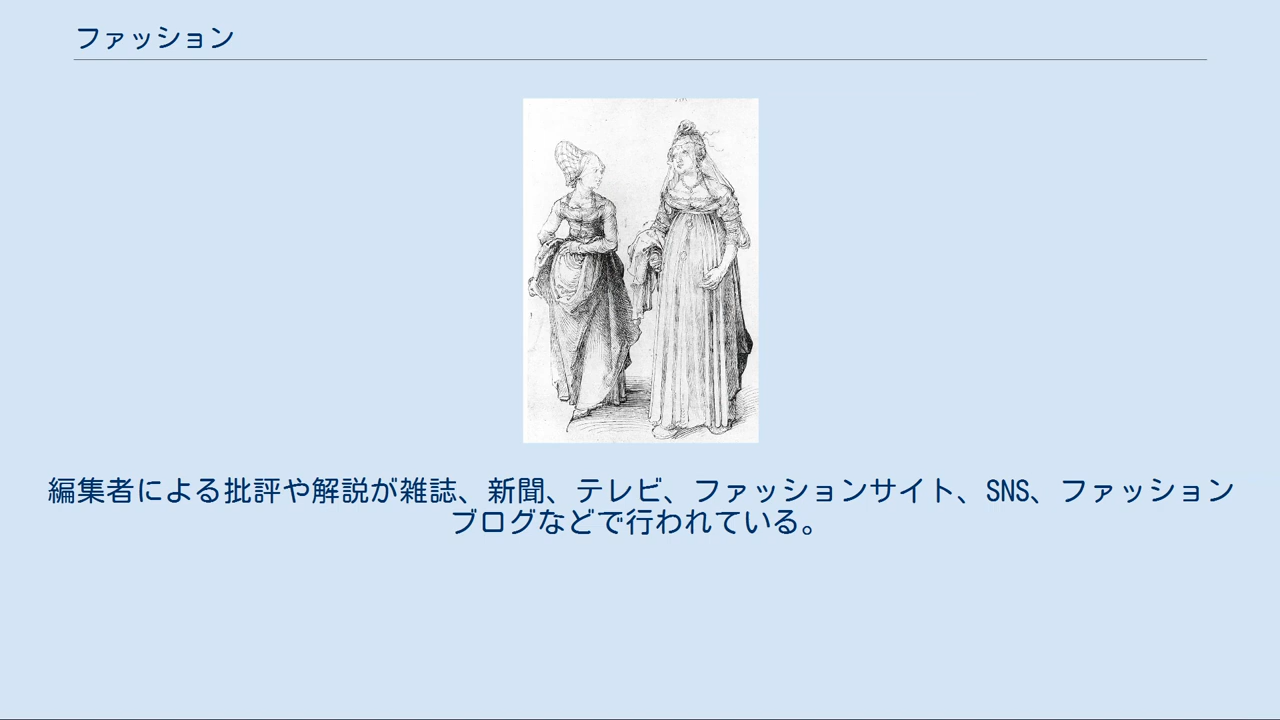 ファッション
編集者による批評や解説が雑誌、新聞、テレビ、ファッションサイト、SNS、ファッション
ブログなどで行われている。